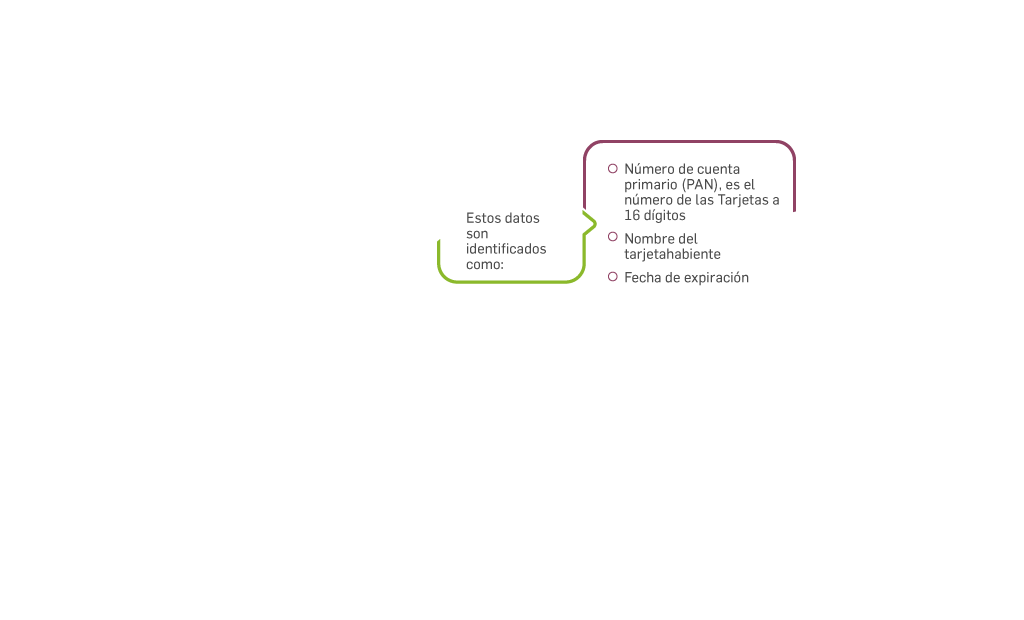 Estos datos
son
identificados
como:
Número de cuenta
primario (PAN), es el
número de las Tarjetas a
16 dígitos
Nombre del
tarjetahabiente
Fecha de expiración